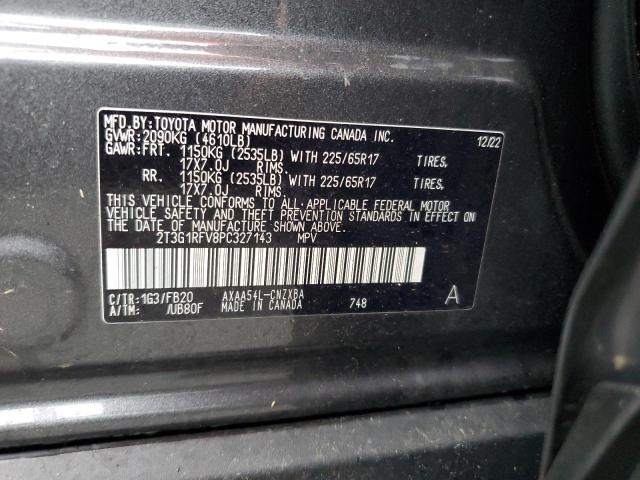 MFD.BY:TOYOTA MOTOR MANUFACTURING CANADA INC.
GVWR:2090KG (4610LB) 12/22
GAWR:FRT. 1150KG (2535LB) WITH 225/65R17 TIRES,
17X7.0J RIMS.
RR. 1150KG (2535LB) WITH 225/65R17 TIRES,
17X7.0J RIMS.
THIS VEHICLE CONFORMS TO ALL APPLICABLE FEDERAL MOTOR
VEHICLE SAFETY AND THEFT PREVENTION STANDARDS IN EFFECT
ON THE DATE OF MANUFACTURE SHOWN ABOVE.
2T3G1RFV8PC327143 MPV
C/TR:1G3/FB20 AXAA54L-CNZXBA
A/TM: /UB80F MADE IN CANADA 748 A